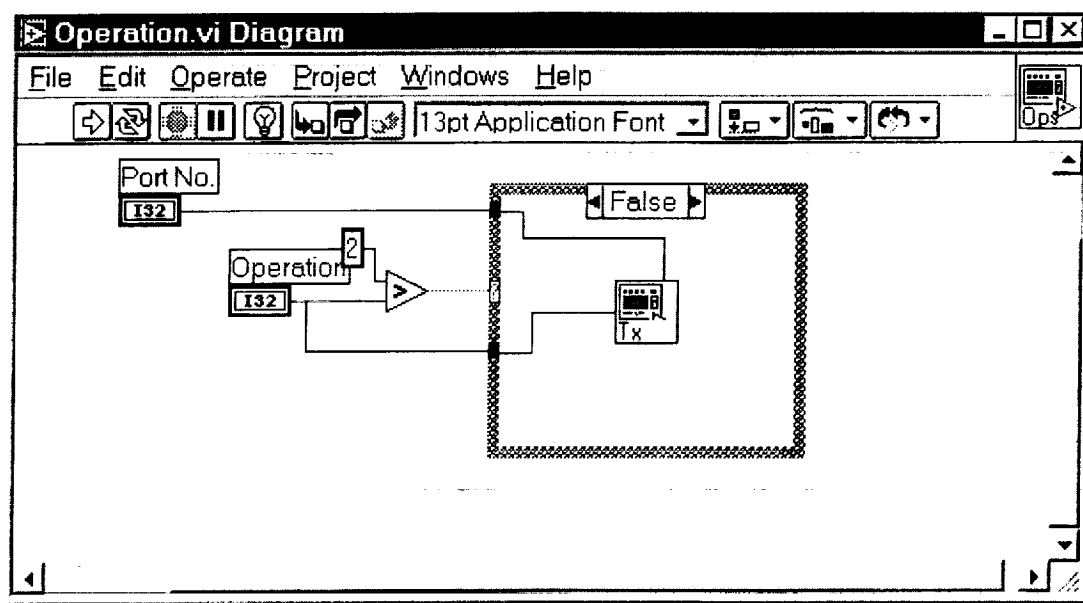 Operation.vi Diagram
File Edit Operate Project Windows Help
13pt Application Font
Ops
Port No.
I32
False
2
Operation
I32
>
Tx